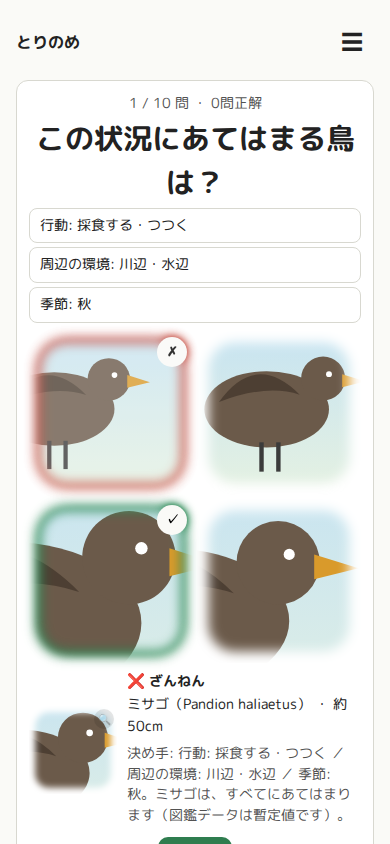 とりのめ
1 / 10 問 · 0問正解
この状況にあてはまる鳥
は？
行動: 採食する・つつく
周辺の環境: 川辺・水辺
季節: 秋
✗
✓
❌ ざんねん
ミサゴ（Pandion haliaetus） · 約
50cm
決め手: 行動: 採食する・つつく ／
周辺の環境: 川辺・水辺 ／ 季節:
秋。ミサゴは、すべてにあてはまり
ます（図鑑データは暫定値です）。